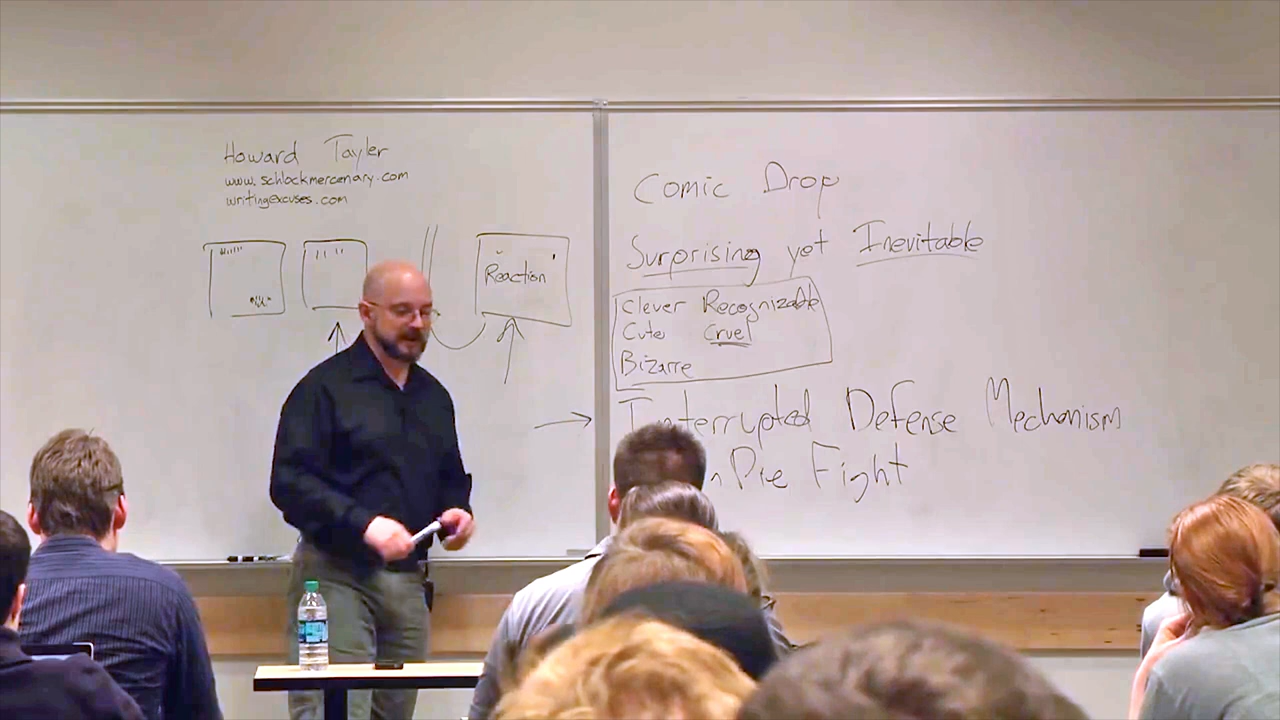 Howard Tayler
www.schlockmercenary.com
writingexcuses.com
Reaction
Comic Drop
Surprising yet Inevitable
Clever Recognizable
Cute Cruel
Bizarre
Interrupted Defense Mechanism
Pie Fight